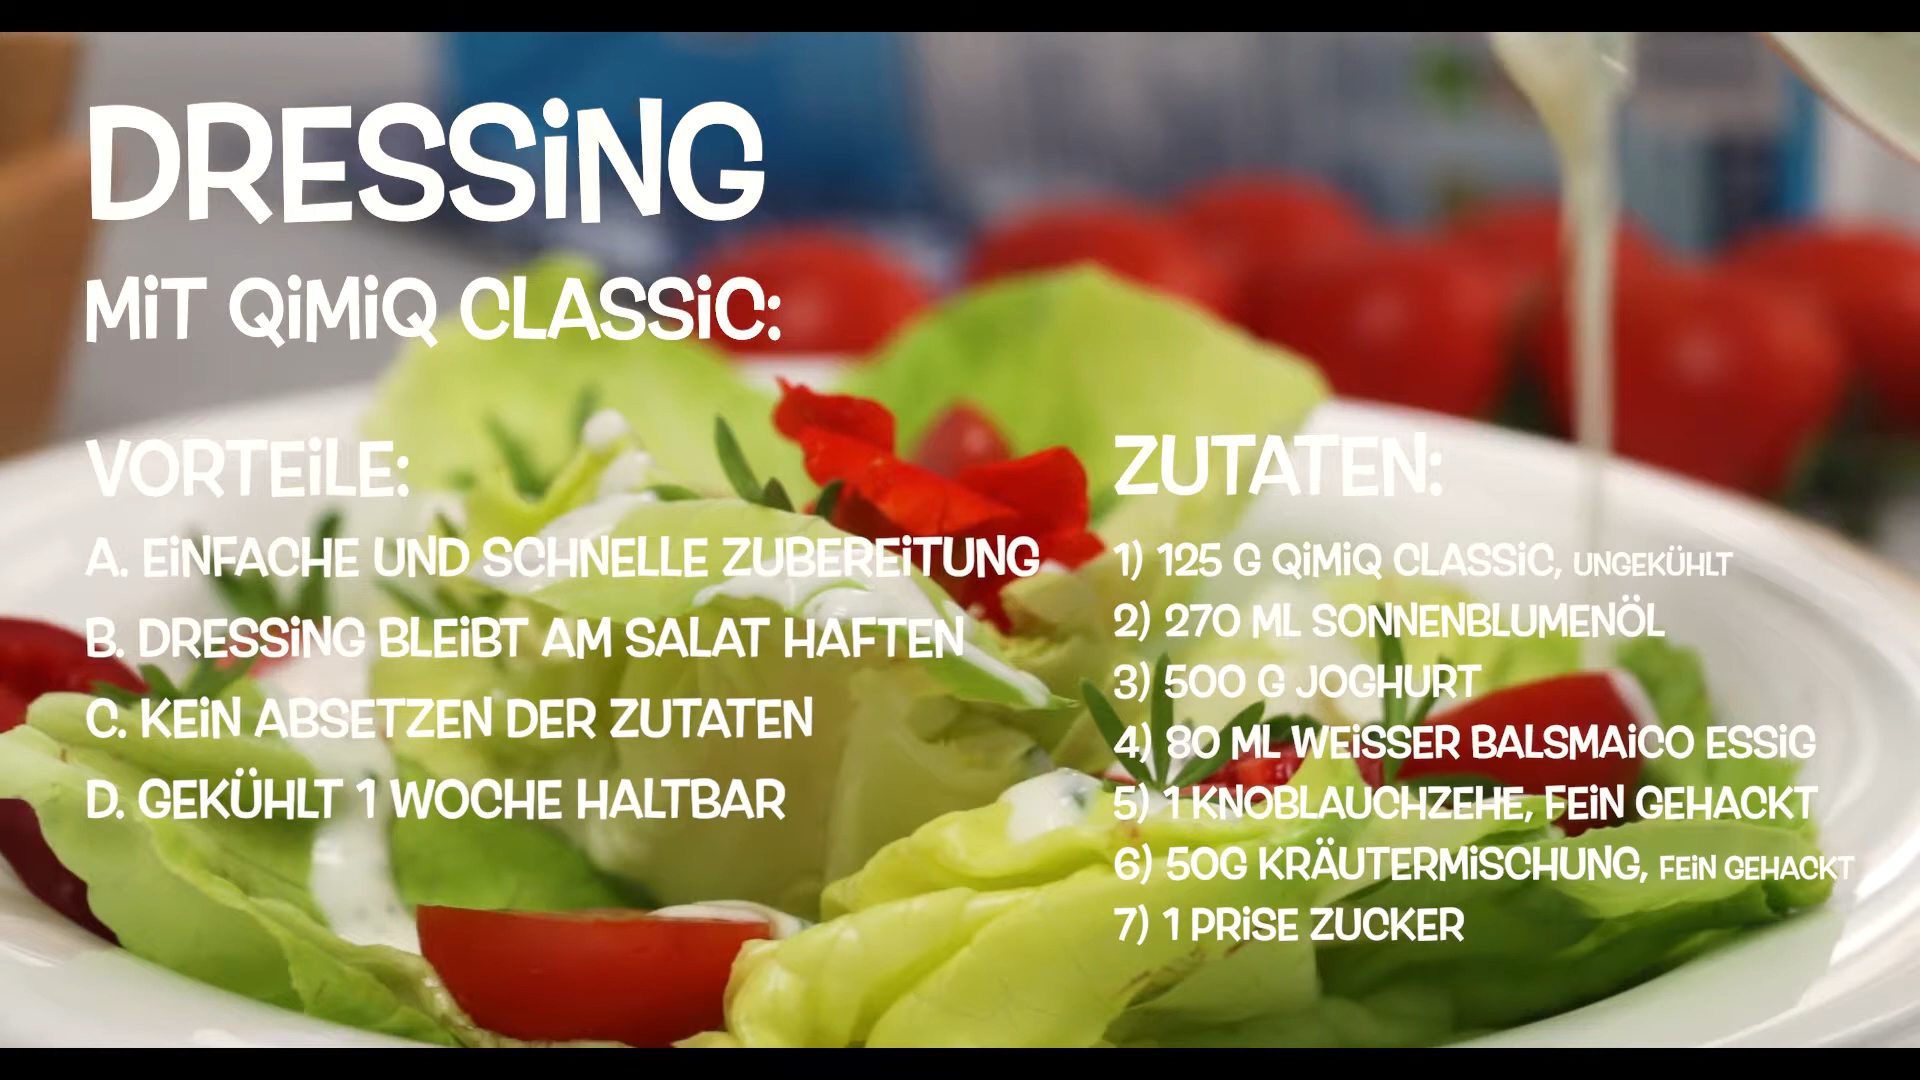 DRESSiNG
MiT QiMiQ CLASSiC:
VORTEiLE:
A. EiNFACHE UND SCHNELLE ZUBEREiTUNG
B. DRESSiNG BLEiBT AM SALAT HAFTEN
C. KEiN ABSETZEN DER ZUTATEN
D. GEKÜHLT 1 WOCHE HALTBAR
ZUTATEN:
1) 125 G QiMiQ CLASSiC, UNGEKÜHLT
2) 270 ML SONNENBLUMENÖL
3) 500 G JOGHURT
4) 80 ML WEiSSER BALSMAiCO ESSiG
5) 1 KNOBLAUCHZEHE, FEiN GEHACKT
6) 50G KRÄUTERMiSCHUNG, FEiN GEHACKT
7) 1 PRiSE ZUCKER